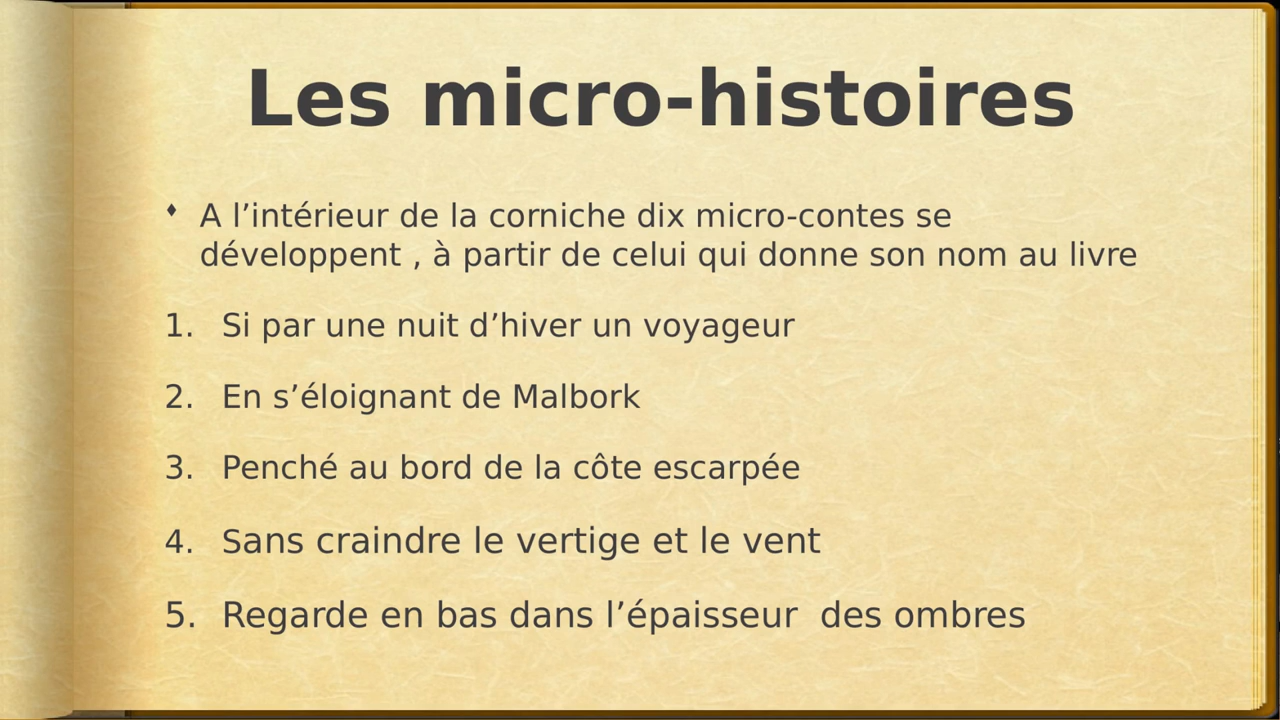 Les micro-histoires
A l’intérieur de la corniche dix micro-contes se
développent , à partir de celui qui donne son nom au livre
1. Si par une nuit d’hiver un voyageur
2. En s’éloignant de Malbork
3. Penché au bord de la côte escarpée
4. Sans craindre le vertige et le vent
5. Regarde en bas dans l’épaisseur  des ombres